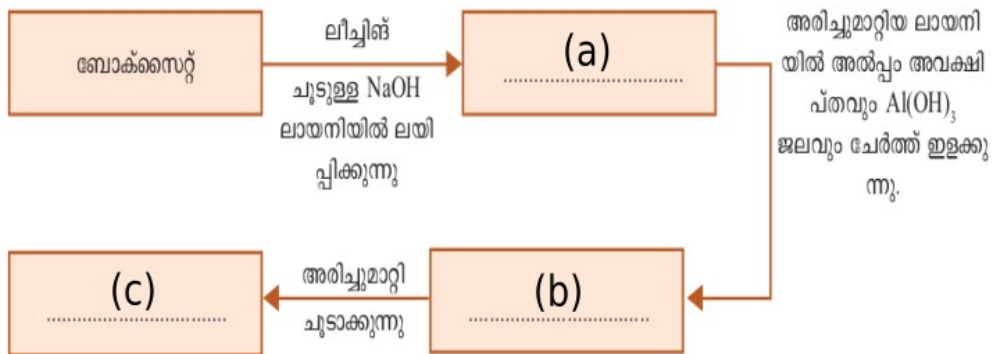 ബോക്സൈറ്റ്
ലീച്ചിങ്
ചൂടുള്ള NaOH
ലായനിയിൽ ലയി
പ്പിക്കുന്നു
(a)
................................
അരിച്ചുമാറ്റിയ ലായനി
യിൽ അൽപ്പം അവക്ഷി
പ്തവും Al(OH)₃
ജലവും ചേർത്ത് ഇളക്കു
ന്നു.
(b)
................................
അരിച്ചുമാറ്റി
ചൂടാക്കുന്നു
(c)
................................